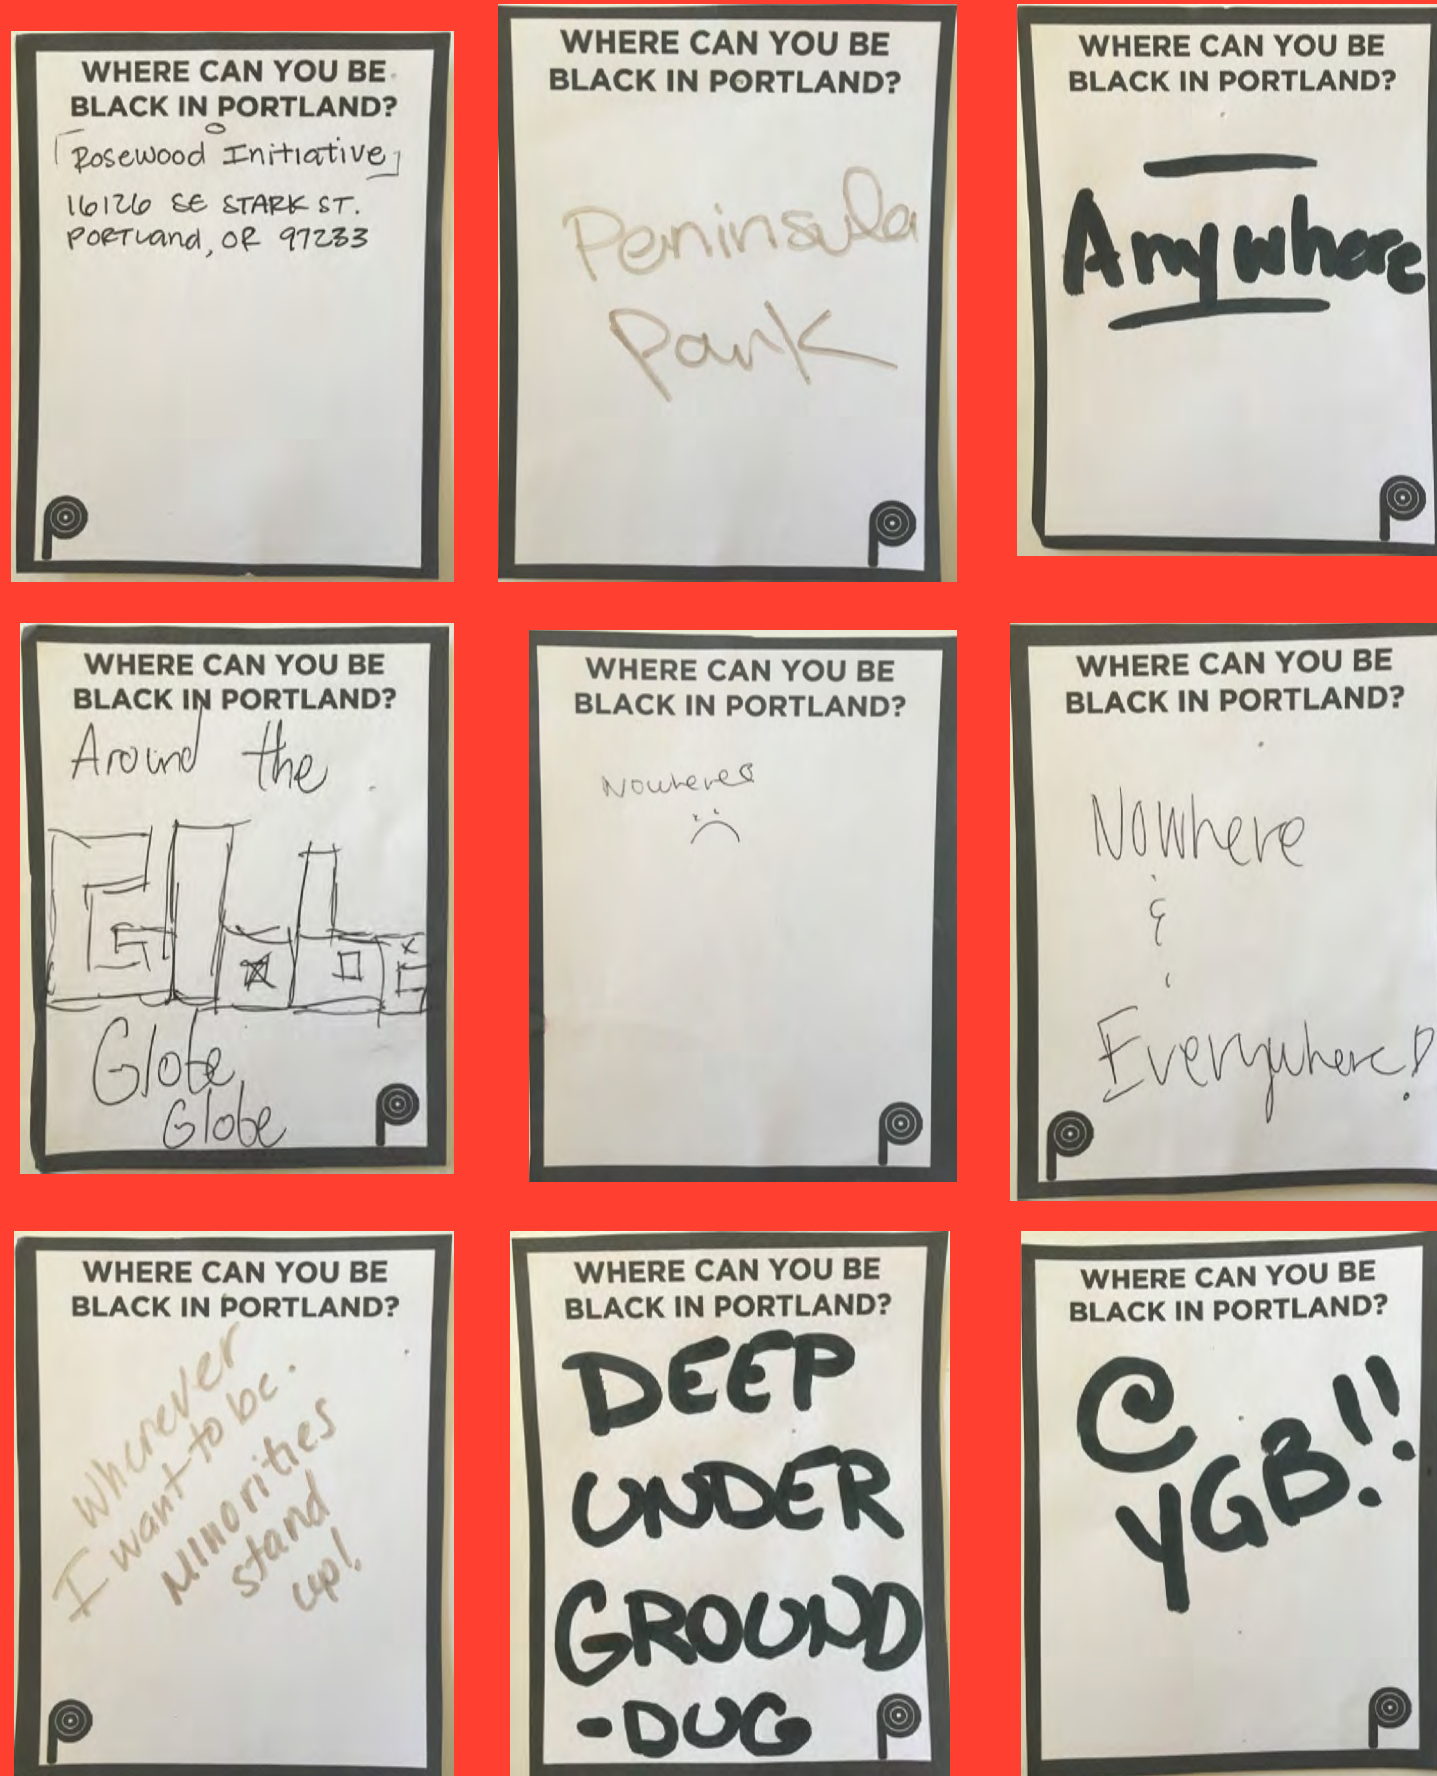 WHERE CAN YOU BE
BLACK IN PORTLAND?
Rosewood Initiative
16126 SE STARK ST.
PORTLand, OR 97233
WHERE CAN YOU BE
BLACK IN PORTLAND?
Peninsula
Park
WHERE CAN YOU BE
BLACK IN PORTLAND?
Anywhere
WHERE CAN YOU BE
BLACK IN PORTLAND?
Around the
Globe
Globe
Globe
WHERE CAN YOU BE
BLACK IN PORTLAND?
Nowhere
WHERE CAN YOU BE
BLACK IN PORTLAND?
Nowhere
&
Everywhere!
WHERE CAN YOU BE
BLACK IN PORTLAND?
Wherever
I want to be.
Minorities
stand
up!
WHERE CAN YOU BE
BLACK IN PORTLAND?
DEEP
UNDER
GROUND
-DUG
WHERE CAN YOU BE
BLACK IN PORTLAND?
@
YGB!!